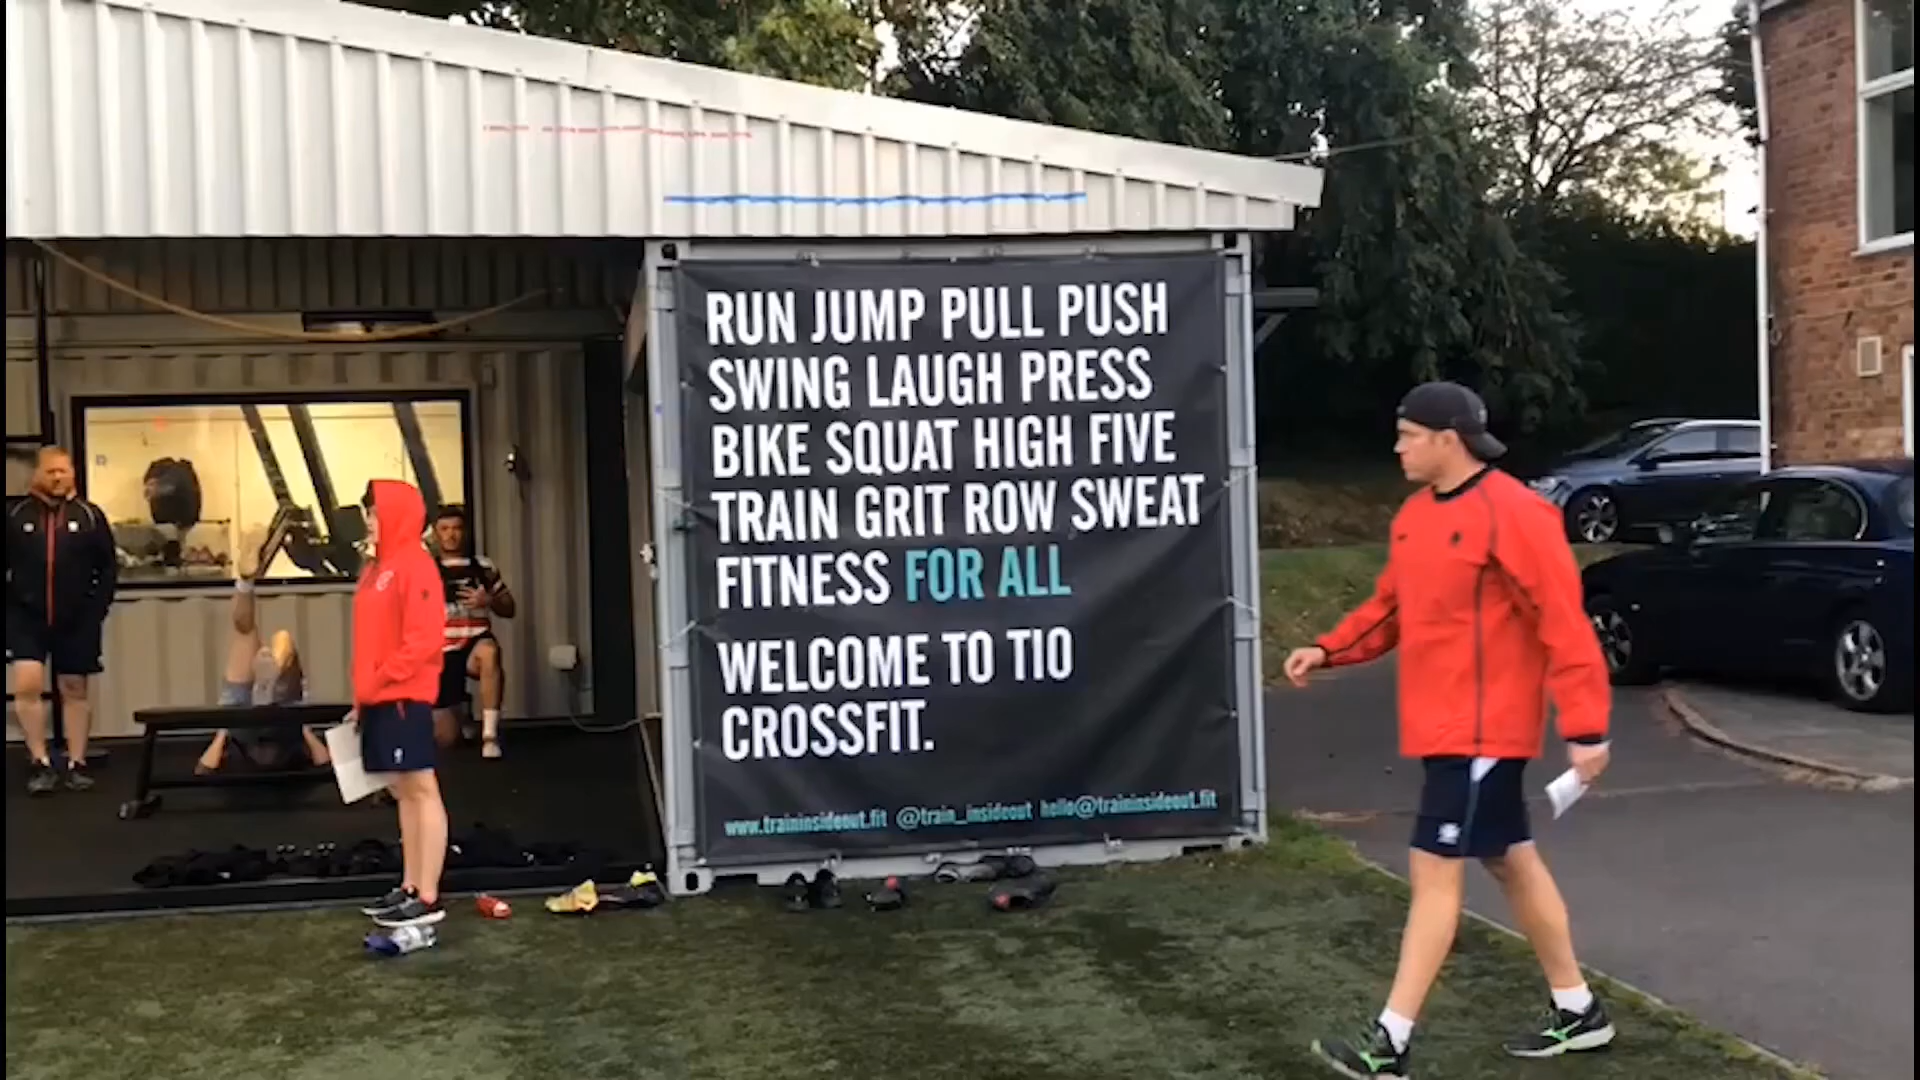 RUN JUMP PULL PUSH
SWING LAUGH PRESS
BIKE SQUAT HIGH FIVE
TRAIN GRIT ROW SWEAT
FITNESS FOR ALL
WELCOME TO TIO
CROSSFIT.
www.traininsideout.fit @train_insideout hello@traininsideout.fit